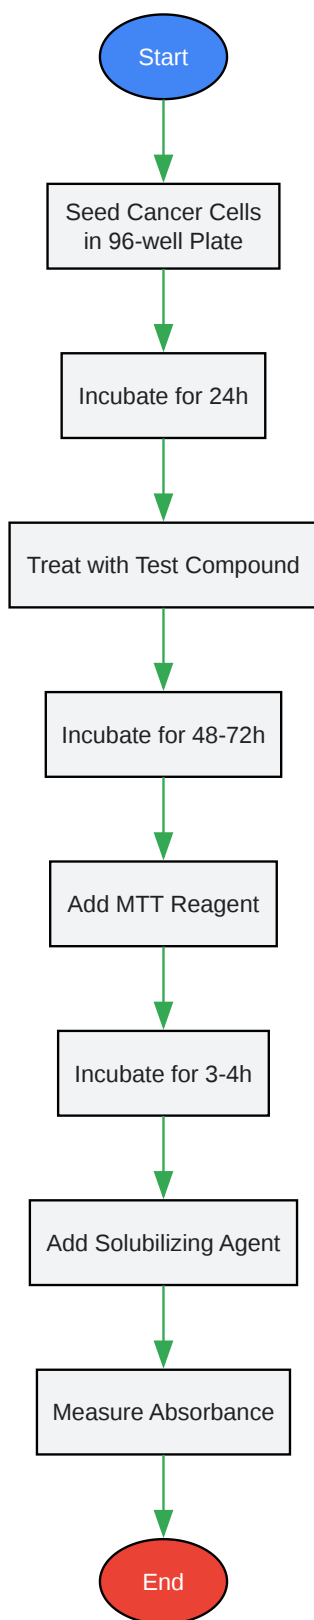 Start
Seed Cancer Cells
in 96-well Plate
Incubate for 24h
Treat with Test Compound
Incubate for 48-72h
Add MTT Reagent
Incubate for 3-4h
Add Solubilizing Agent
Measure Absorbance
End